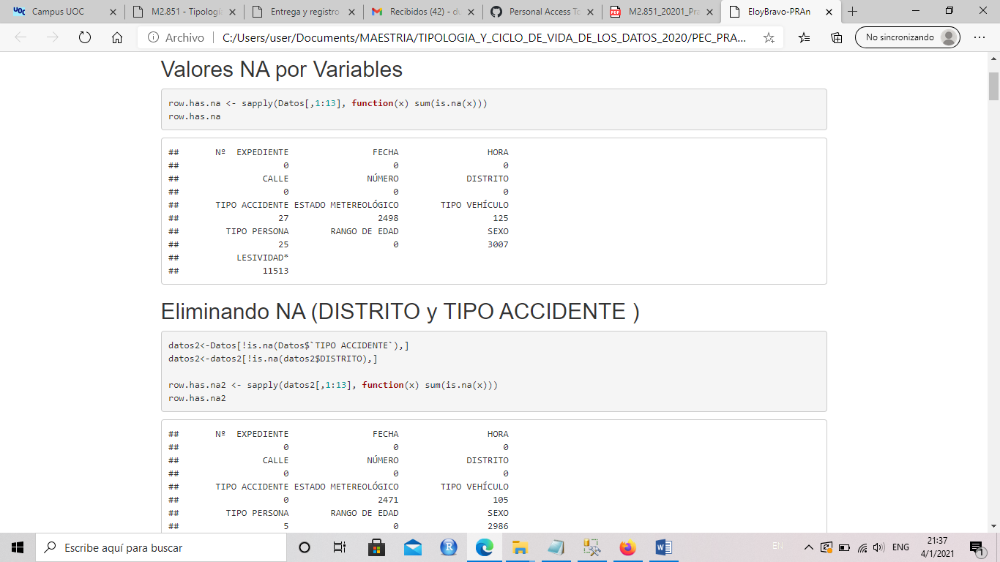 Campus UOC
M2.851 - Tipologí
Entrega y registro
Recibidos (42) - du
Personal Access To
M2.851_20201_Pra
EloyBravo-PRAn
Archivo
C:/Users/user/Documents/MAESTRIA/TIPOLOGIA_Y_CICLO_DE_VIDA_DE_LOS_DATOS_2020/PEC_PRA...
No sincronizando
Valores NA por Variables
row.has.na <- sapply(Datos[,1:13], function(x) sum(is.na(x)))
row.has.na
## Nº  EXPEDIENTE FECHA HORA
## 0 0 0
## CALLE NÚMERO DISTRITO
## 0 0 0
## TIPO ACCIDENTE ESTADO METEREOLÓGICO TIPO VEHÍCULO
## 27 2498 125
## TIPO PERSONA RANGO DE EDAD SEXO
## 25 0 3007
## LESIVIDAD*
## 11513
Eliminando NA (DISTRITO y TIPO ACCIDENTE )
datos2<-Datos[!is.na(Datos$`TIPO ACCIDENTE`),]
datos2<-datos2[!is.na(datos2$DISTRITO),]
row.has.na2 <- sapply(datos2[,1:13], function(x) sum(is.na(x)))
row.has.na2
## Nº  EXPEDIENTE FECHA HORA
## 0 0 0
## CALLE NÚMERO DISTRITO
## 0 0 0
## TIPO ACCIDENTE ESTADO METEREOLÓGICO TIPO VEHÍCULO
## 0 2471 105
## TIPO PERSONA RANGO DE EDAD SEXO
## 5 0 2986
Escribe aquí para buscar
EN
ENG
21:37
4/1/2021
1